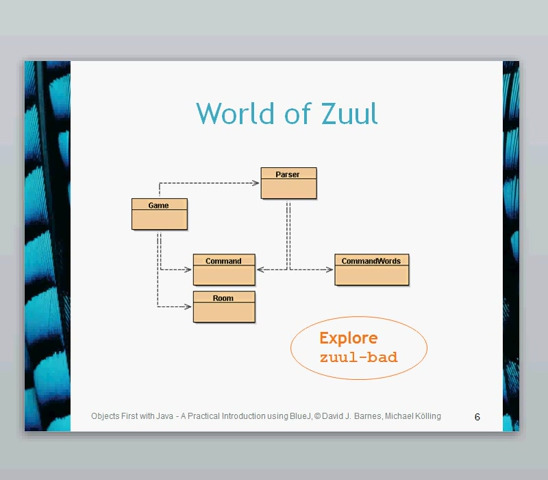 World of Zuul
Parser
Game
Command
CommandWords
Room
Explore
zuul-bad
Objects First with Java - A Practical Introduction using BlueJ, © David J. Barnes, Michael Kölling
6